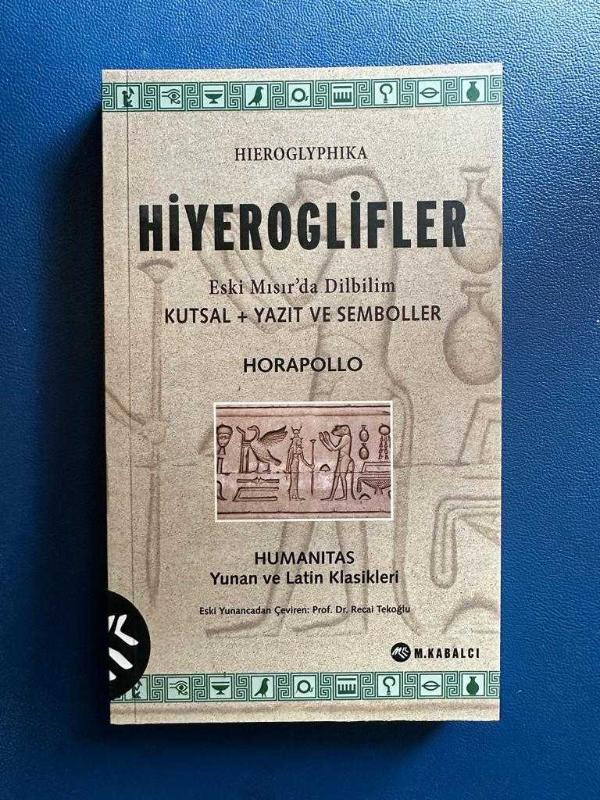 HIEROGLYPHIKA
HİYEROGLİFLER
Eski Mısır'da Dilbilim
KUTSAL + YAZIT VE SEMBOLLER
HORAPOLLO
HUMANITAS
Yunan ve Latin Klasikleri
Eski Yunancadan Çeviren: Prof. Dr. Recai Tekoğlu
M.KABALCI